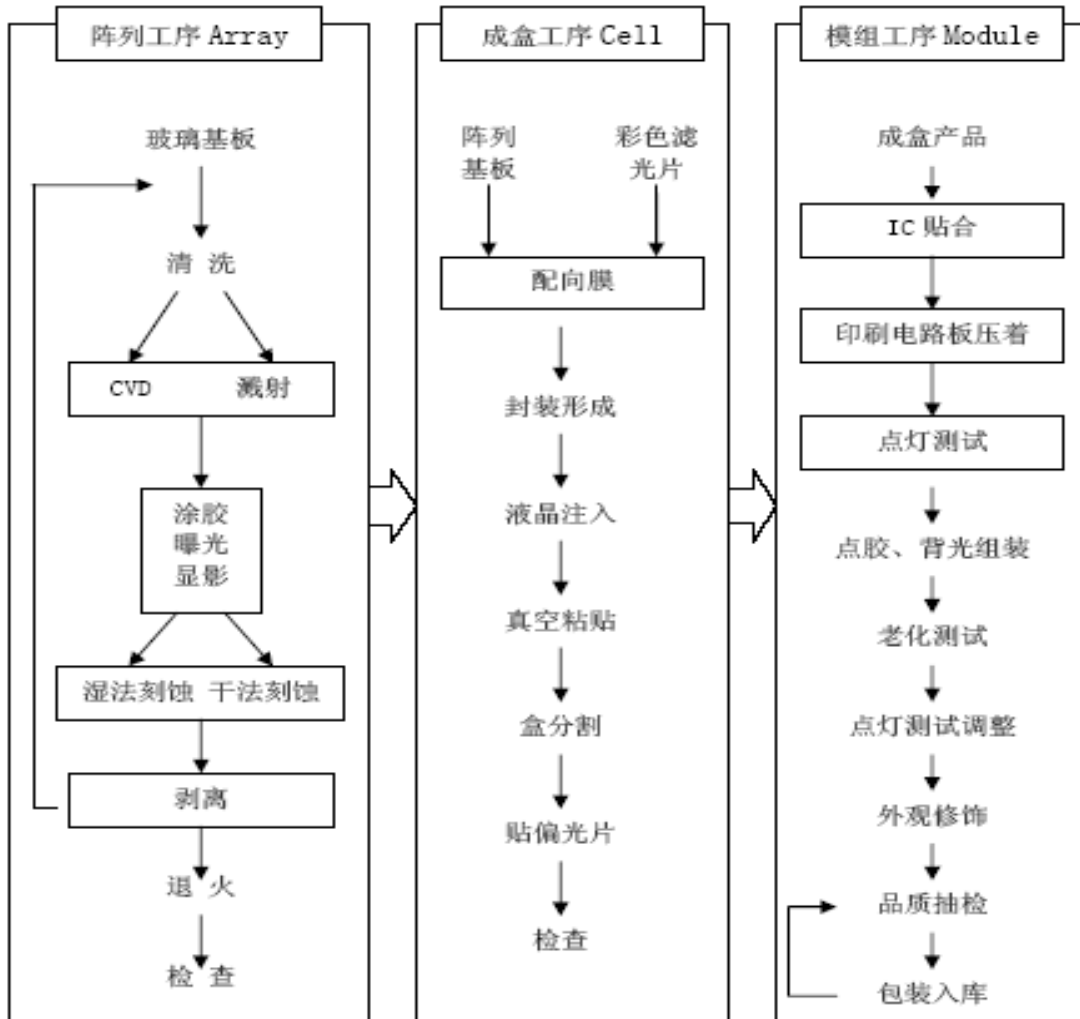 阵列工序 Array
玻璃基板
清 洗
CVD 溅射
涂胶
曝光
显影
湿法刻蚀 干法刻蚀
剥离
退 火
检 查
成盒工序 Cell
阵列
基板
彩色滤
光片
配向膜
封装形成
液晶注入
真空粘贴
盒分割
贴偏光片
检查
模组工序 Module
成盒产品
IC 贴合
印刷电路板压着
点灯测试
点胶、背光组装
老化测试
点灯测试调整
外观修饰
品质抽检
包装入库